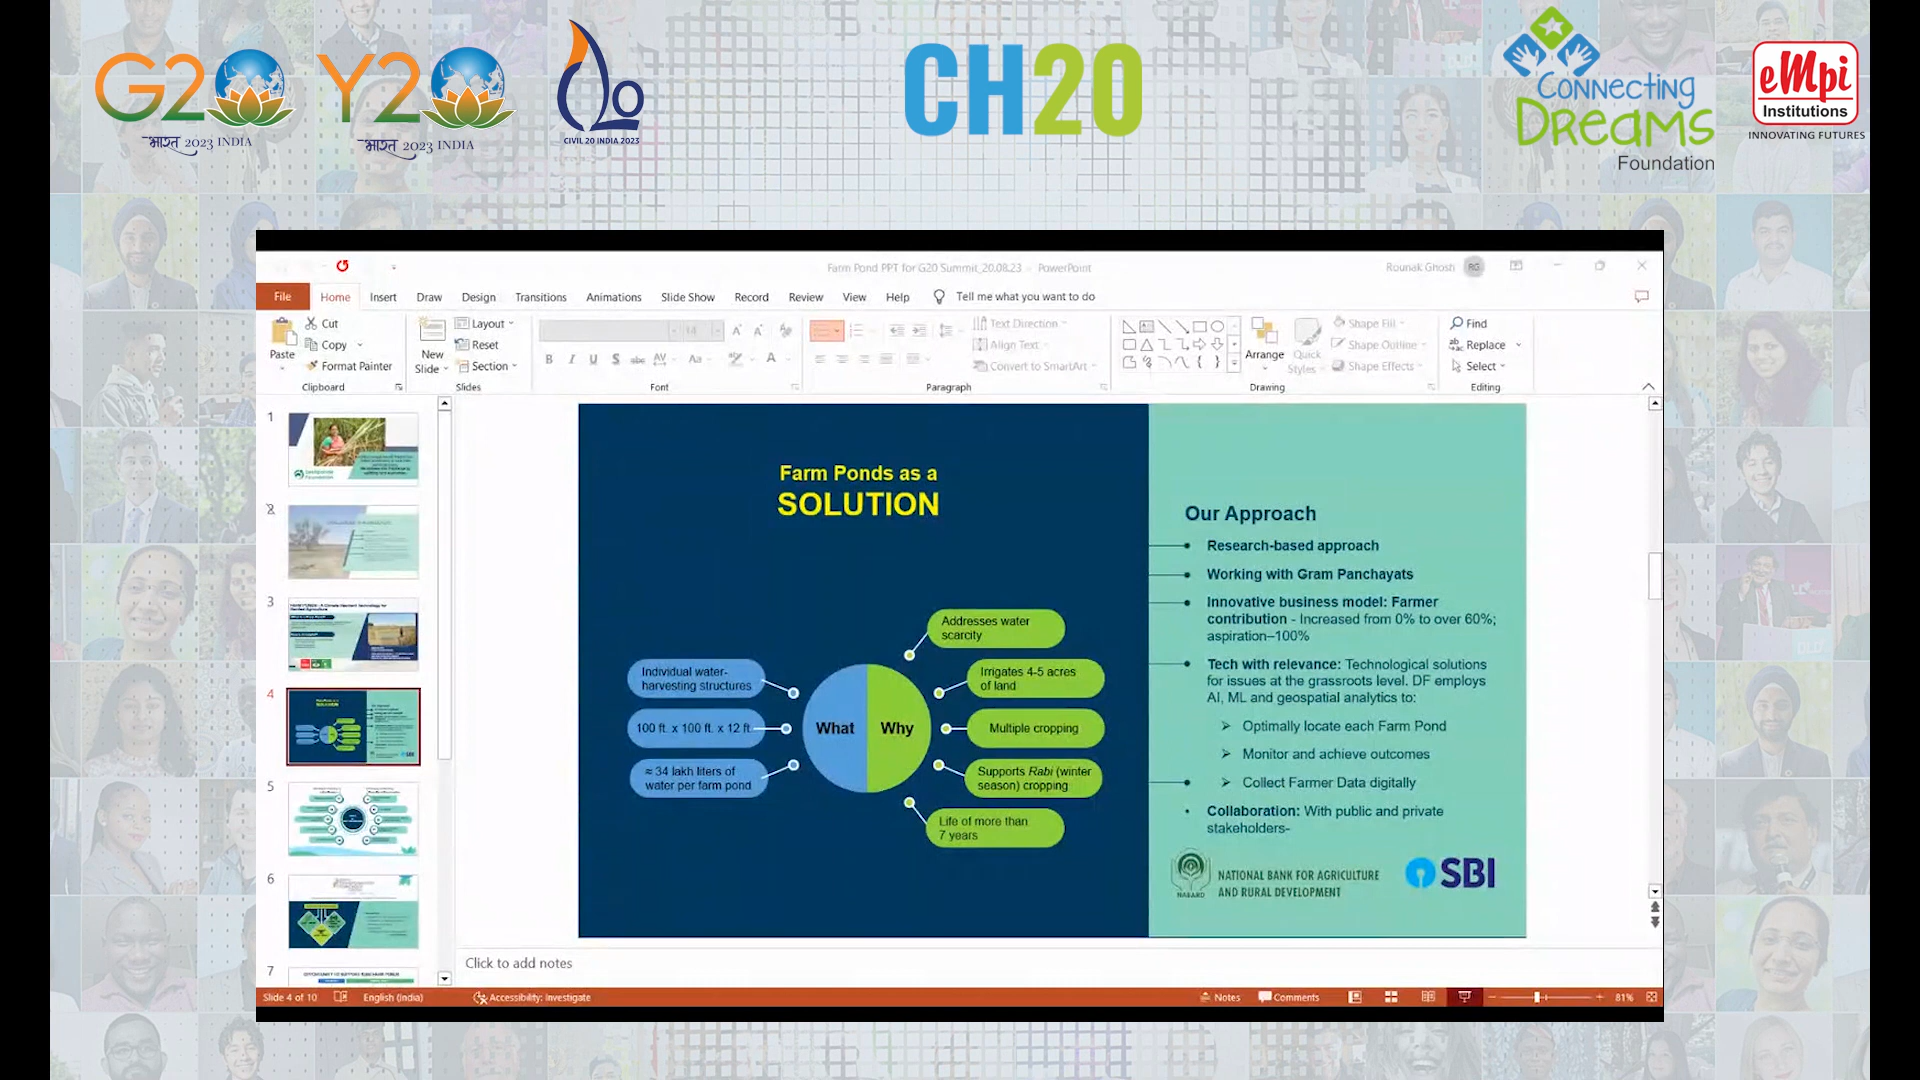 G20
भारत 2023 INDIA
Y20
भारत 2023 INDIA
CIVIL 20 INDIA 2023
CH20
Connecting
Dreams
Foundation
eMpi
Institutions
INNOVATING FUTURES
Farm Pond PPT for G20 Summit_20.08.23 - PowerPoint
Rounak Ghosh RG
File Home Insert Draw Design Transitions Animations Slide Show Record Review View Help Tell me what you want to do
Paste
Cut
Copy
Format Painter
Clipboard
New
Slide
Layout
Reset
Section
Slides
14
Font
Text Direction
Align Text
Convert to SmartArt
Paragraph
Arrange
Quick
Styles
Shape Fill
Shape Outline
Shape Effects
Drawing
Find
Replace
Select
Editing
1
2
3
4
5
6
7
Farm Ponds as a
SOLUTION
Individual water-
harvesting structures
100 ft. x 100 ft. x 12 ft.
≈ 34 lakh liters of
water per farm pond
What
Why
Addresses water
scarcity
Irrigates 4-5 acres
of land
Multiple cropping
Supports Rabi (winter
season) cropping
Life of more than
7 years
Our Approach
Research-based approach
Working with Gram Panchayats
Innovative business model: Farmer
contribution - Increased from 0% to over 60%;
aspiration–100%
Tech with relevance: Technological solutions
for issues at the grassroots level. DF employs
AI, ML and geospatial analytics to:
Optimally locate each Farm Pond
Monitor and achieve outcomes
Collect Farmer Data digitally
Collaboration: With public and private
stakeholders-
NABARD
NATIONAL BANK FOR AGRICULTURE
AND RURAL DEVELOPMENT
SBI
Click to add notes
Slide 4 of 10 English (India) Accessibility: Investigate
Notes Comments 81%